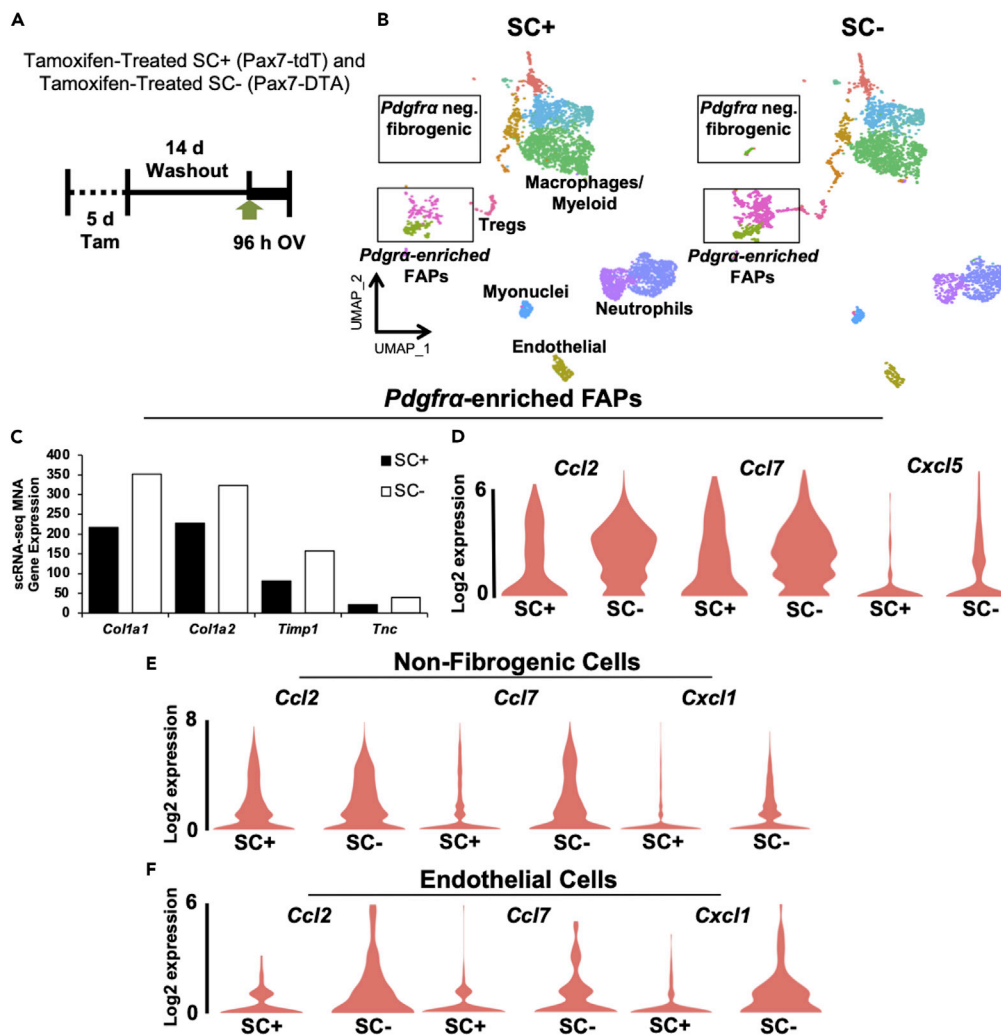 A
Tamoxifen-Treated SC+ (Pax7-tdT) and
Tamoxifen-Treated SC- (Pax7-DTA)
14 d
Washout
5 d
Tam
96 h OV
B
SC+
SC-
Pdgfrα neg.
fibrogenic
Pdgfrα neg.
fibrogenic
Macrophages/
Myeloid
Tregs
Pdgrα-enriched
FAPs
Pdgrα-enriched
FAPs
Myonuclei
Neutrophils
Endothelial
UMAP_2
UMAP_1
Pdgfrα-enriched FAPs
C
scRNA-seq MNA
Gene Expression
400
350
300
250
200
150
100
50
0
SC+
SC-
Col1a1 Col1a2 Timp1 Tnc
D
Ccl2 Ccl7 Cxcl5
Log2 expression
6
0
SC+ SC- SC+ SC- SC+ SC-
E
Non-Fibrogenic Cells
Ccl2 Ccl7 Cxcl1
Log2 expression
8
0
SC+ SC- SC+ SC- SC+ SC-
F
Endothelial Cells
Ccl2 Ccl7 Cxcl1
Log2 expression
6
0
SC+ SC- SC+ SC- SC+ SC-